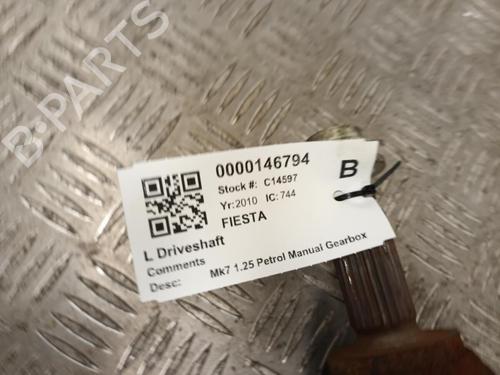 B-PARTS
0000146794
Stock #: C14597
B
Yr:2010 IC:744
FIESTA
L Driveshaft
Comments
Desc: Mk7 1.25 Petrol Manual Gearbox